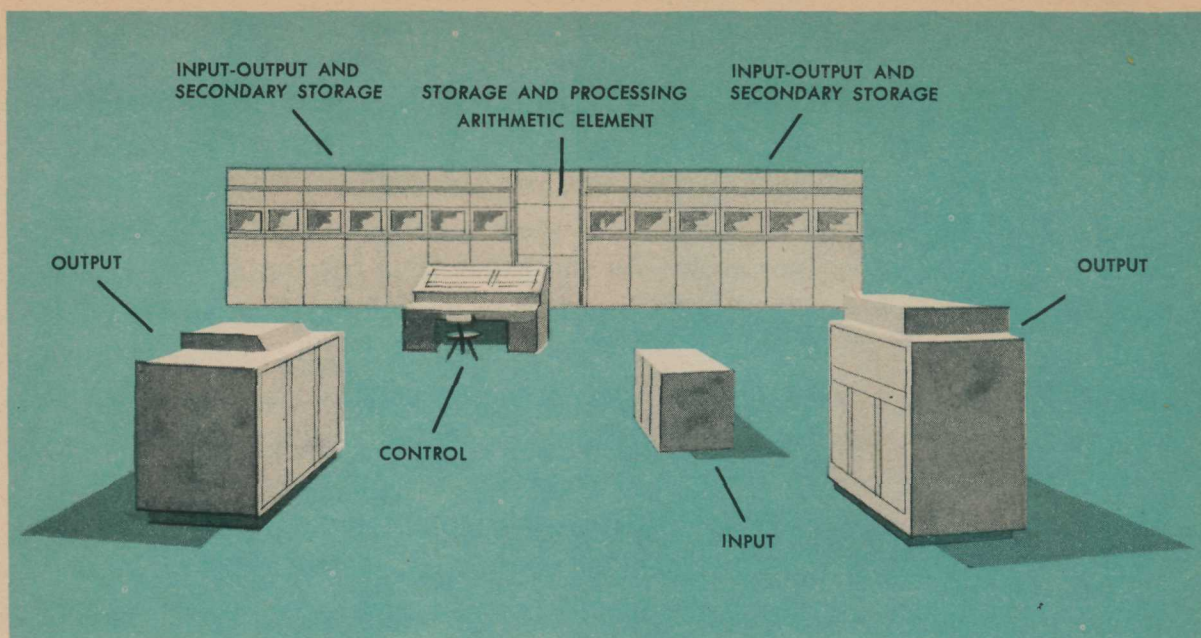 INPUT-OUTPUT AND
SECONDARY STORAGE
STORAGE AND PROCESSING
ARITHMETIC ELEMENT
INPUT-OUTPUT AND
SECONDARY STORAGE
OUTPUT
OUTPUT
CONTROL
INPUT